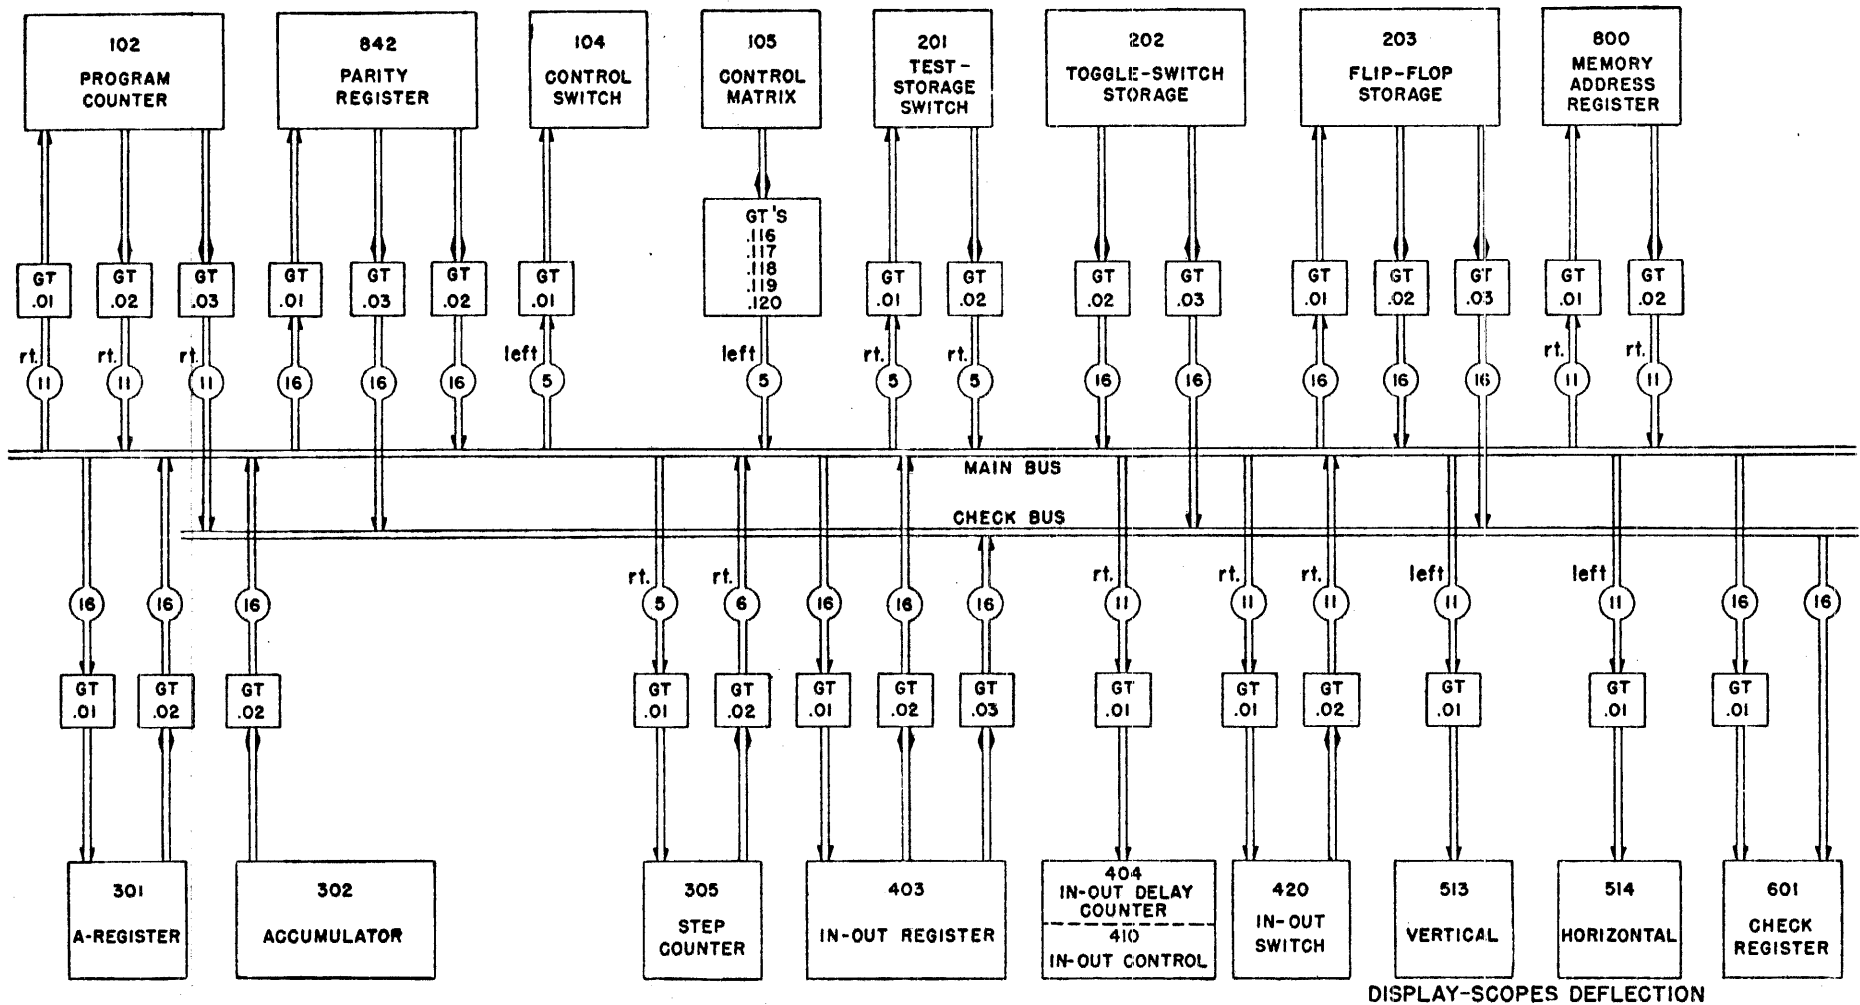 102
PROGRAM
COUNTER
842
PARITY
REGISTER
104
CONTROL
SWITCH
105
CONTROL
MATRIX
201
TEST-
STORAGE
SWITCH
202
TOGGLE-SWITCH
STORAGE
203
FLIP-FLOP
STORAGE
800
MEMORY
ADDRESS
REGISTER
GT'S
.116
.117
.118
.119
.120
GT
.01
GT
.02
GT
.03
GT
.01
GT
.03
GT
.02
GT
.01
GT
.01
GT
.02
GT
.02
GT
.03
GT
.01
GT
.02
GT
.03
GT
.01
GT
.02
rt.
11
rt.
11
rt.
11
16
16
16
left
5
left
5
rt.
5
rt.
5
16
16
16
16
16
rt.
11
rt.
11
MAIN BUS
CHECK BUS
16
16
16
rt.
5
rt.
6
16
16
16
rt.
11
rt.
11
rt.
11
left
11
left
11
16
16
GT
.01
GT
.02
GT
.02
GT
.01
GT
.02
GT
.01
GT
.02
GT
.03
GT
.01
GT
.01
GT
.02
GT
.01
GT
.01
GT
.01
301
A-REGISTER
302
ACCUMULATOR
305
STEP
COUNTER
403
IN-OUT REGISTER
404
IN-OUT DELAY
COUNTER
410
IN-OUT CONTROL
420
IN-OUT
SWITCH
513
VERTICAL
514
HORIZONTAL
601
CHECK
REGISTER
DISPLAY-SCOPES DEFLECTION